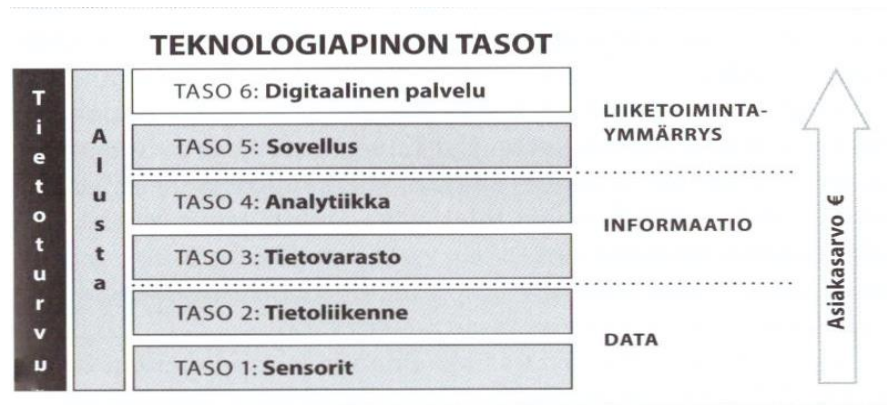 TEKNOLOGIAPINON TASOT
Tietoturvu
Alusta
TASO 6: Digitaalinen palvelu
TASO 5: Sovellus
TASO 4: Analytiikka
TASO 3: Tietovarasto
TASO 2: Tietoliikenne
TASO 1: Sensorit
LIIKETOIMINTA-
YMMÄRRYS
INFORMAATIO
DATA
Asiakasarvo €